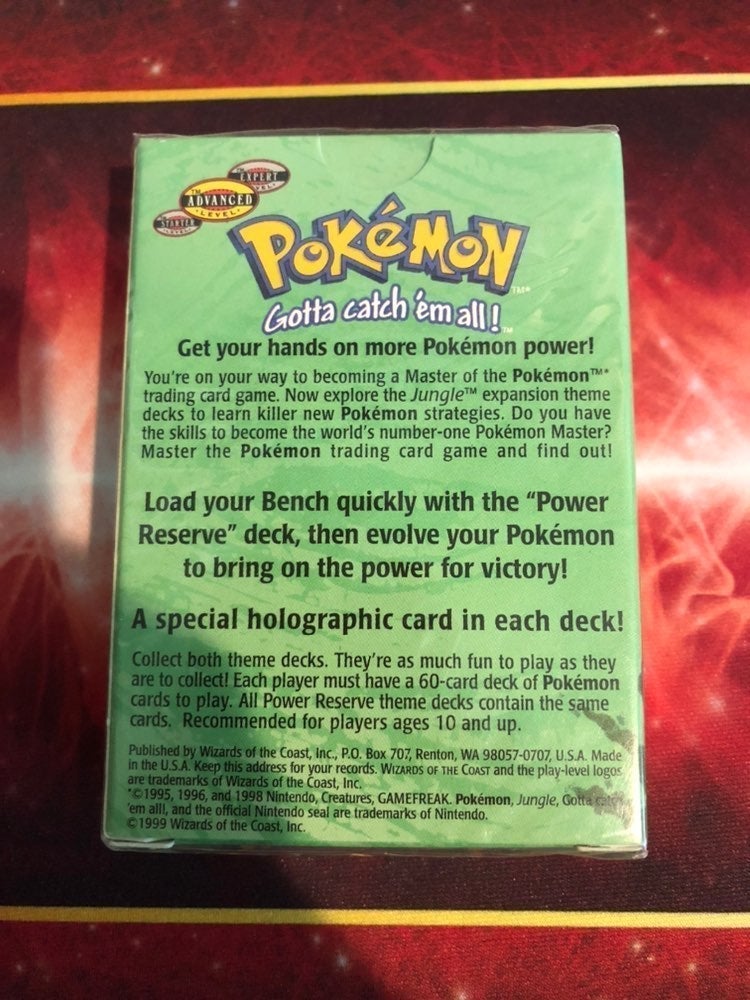 EXPERT
LEVEL
TM
ADVANCED
LEVEL
STARTER
LEVEL
POKéMON
TM*
Gotta catch 'em all!
TM
Get your hands on more Pokémon power!
You're on your way to becoming a Master of the Pokémon™*
trading card game. Now explore the Jungle™ expansion theme
decks to learn killer new Pokémon strategies. Do you have
the skills to become the world's number-one Pokémon Master?
Master the Pokémon trading card game and find out!
Load your Bench quickly with the “Power
Reserve” deck, then evolve your Pokémon
to bring on the power for victory!
A special holographic card in each deck!
Collect both theme decks. They're as much fun to play as they
are to collect! Each player must have a 60-card deck of Pokémon
cards to play. All Power Reserve theme decks contain the same
cards. Recommended for players ages 10 and up.
Published by Wizards of the Coast, Inc., P.O. Box 707, Renton, WA 98057-0707, U.S.A. Made
in the U.S.A. Keep this address for your records. WIZARDS OF THE COAST and the play-level logos
are trademarks of Wizards of the Coast, Inc.
*©1995, 1996, and 1998 Nintendo, Creatures, GAMEFREAK. Pokémon, Jungle, Gotta catch
'em all!, and the official Nintendo seal are trademarks of Nintendo.
©1999 Wizards of the Coast, Inc.